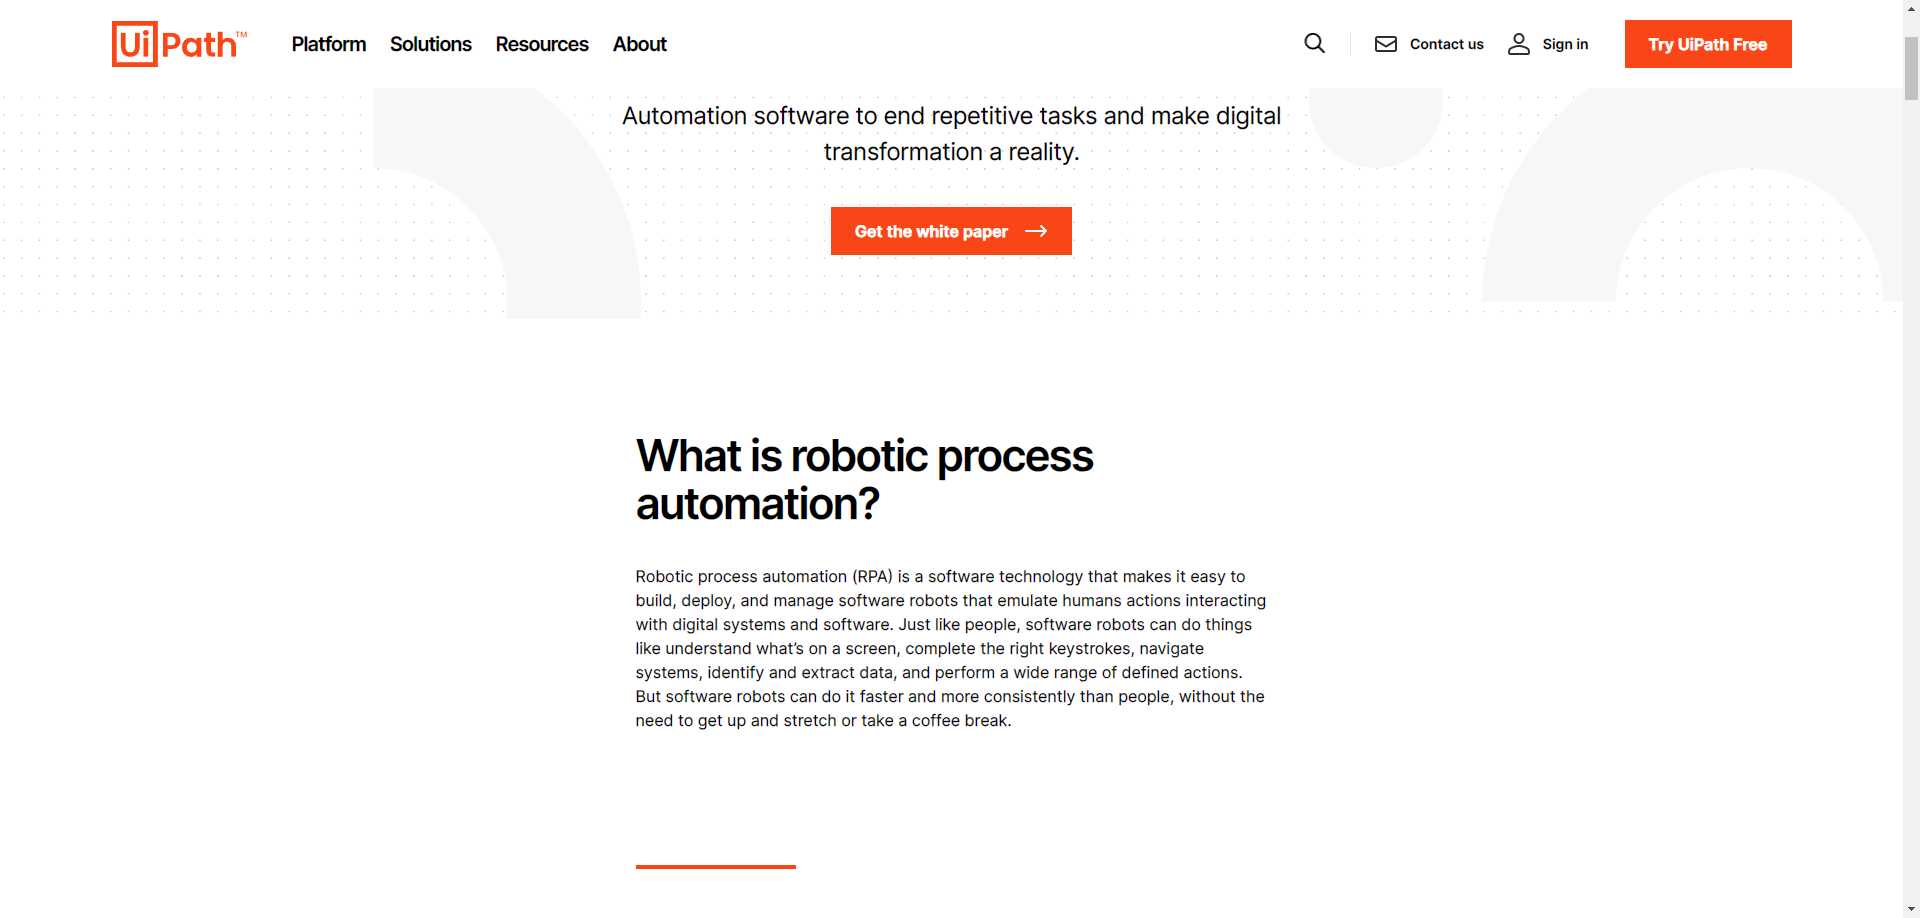 UiPath™
Platform Solutions Resources About
Contact us Sign in Try UiPath Free
Automation software to end repetitive tasks and make digital
transformation a reality.
Get the white paper
What is robotic process
automation?
Robotic process automation (RPA) is a software technology that makes it easy to
build, deploy, and manage software robots that emulate humans actions interacting
with digital systems and software. Just like people, software robots can do things
like understand what’s on a screen, complete the right keystrokes, navigate
systems, identify and extract data, and perform a wide range of defined actions.
But software robots can do it faster and more consistently than people, without the
need to get up and stretch or take a coffee break.